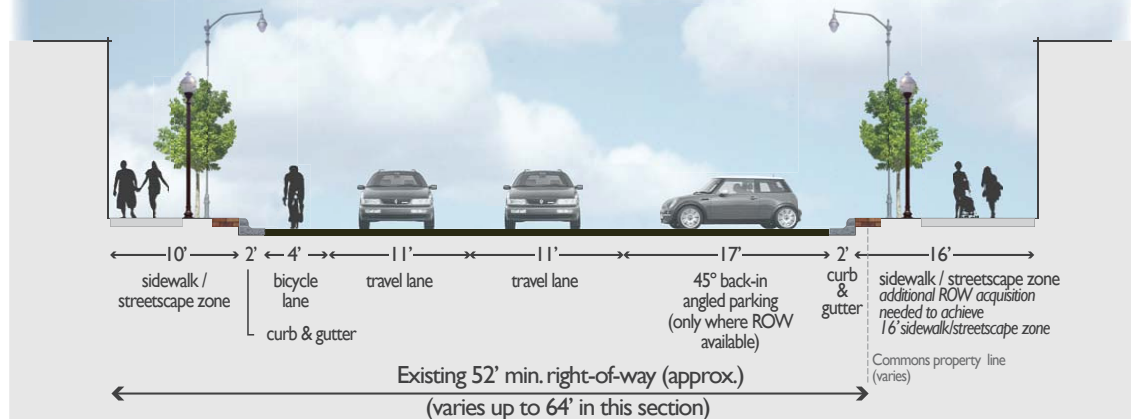 10’ 2’ 4’ 11’ 11’ 17’ 2’ 16’
sidewalk /
streetscape zone
bicycle
lane
curb & gutter
travel lane
travel lane
45º back-in
angled parking
(only where ROW
available)
curb
&
gutter
sidewalk / streetscape zone
additional ROW acquisition
needed to achieve
16’ sidewalk/streetscape zone
Commons property line
(varies)
Existing 52’ min. right-of-way (approx.)
(varies up to 64’ in this section)